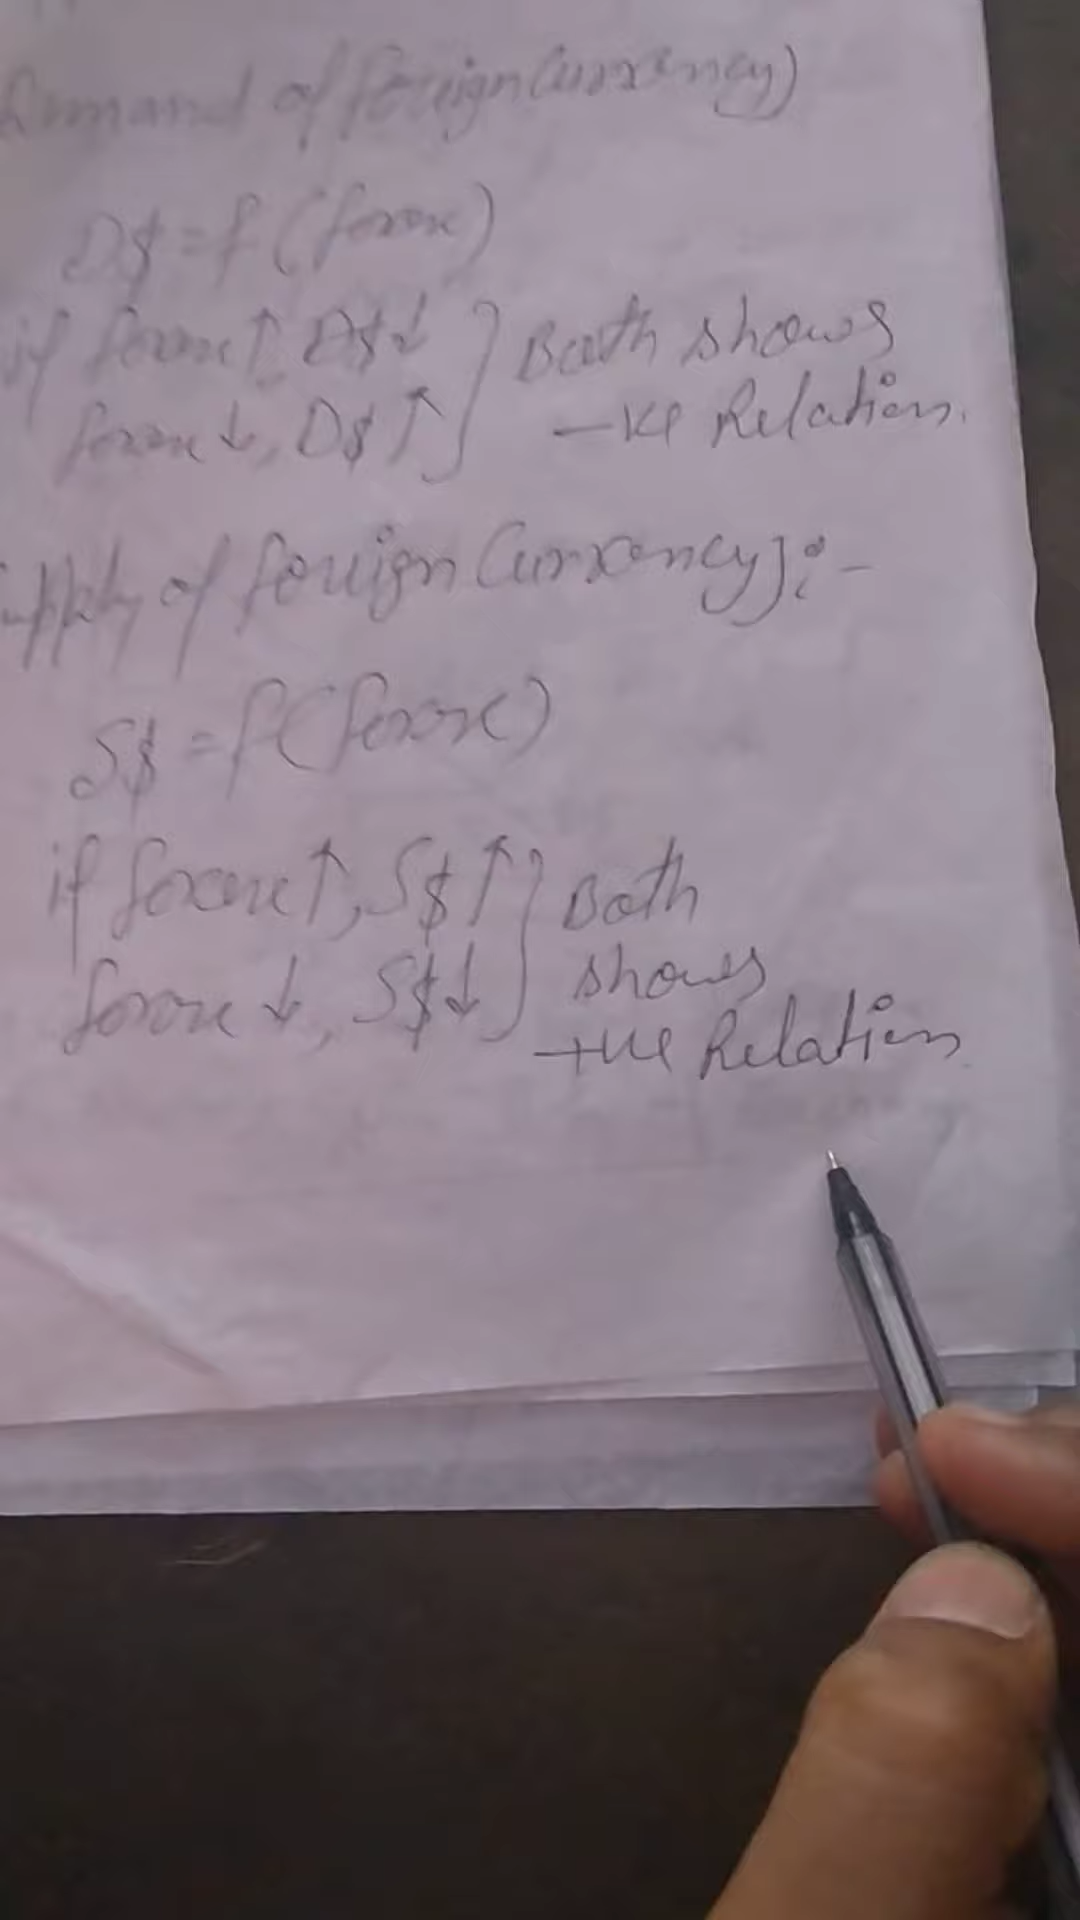 Demand of foreign Currency)
D$ = f (forex)
if forex ↑, D$ ↓ } Both shows
forex ↓, D$ ↑ } -ve Relation.
Supply of foreign Currency] :-
S$ = f (forex)
if forex ↑, S$ ↑ } Both
forex ↓, S$ ↓ } shows
+ve Relation